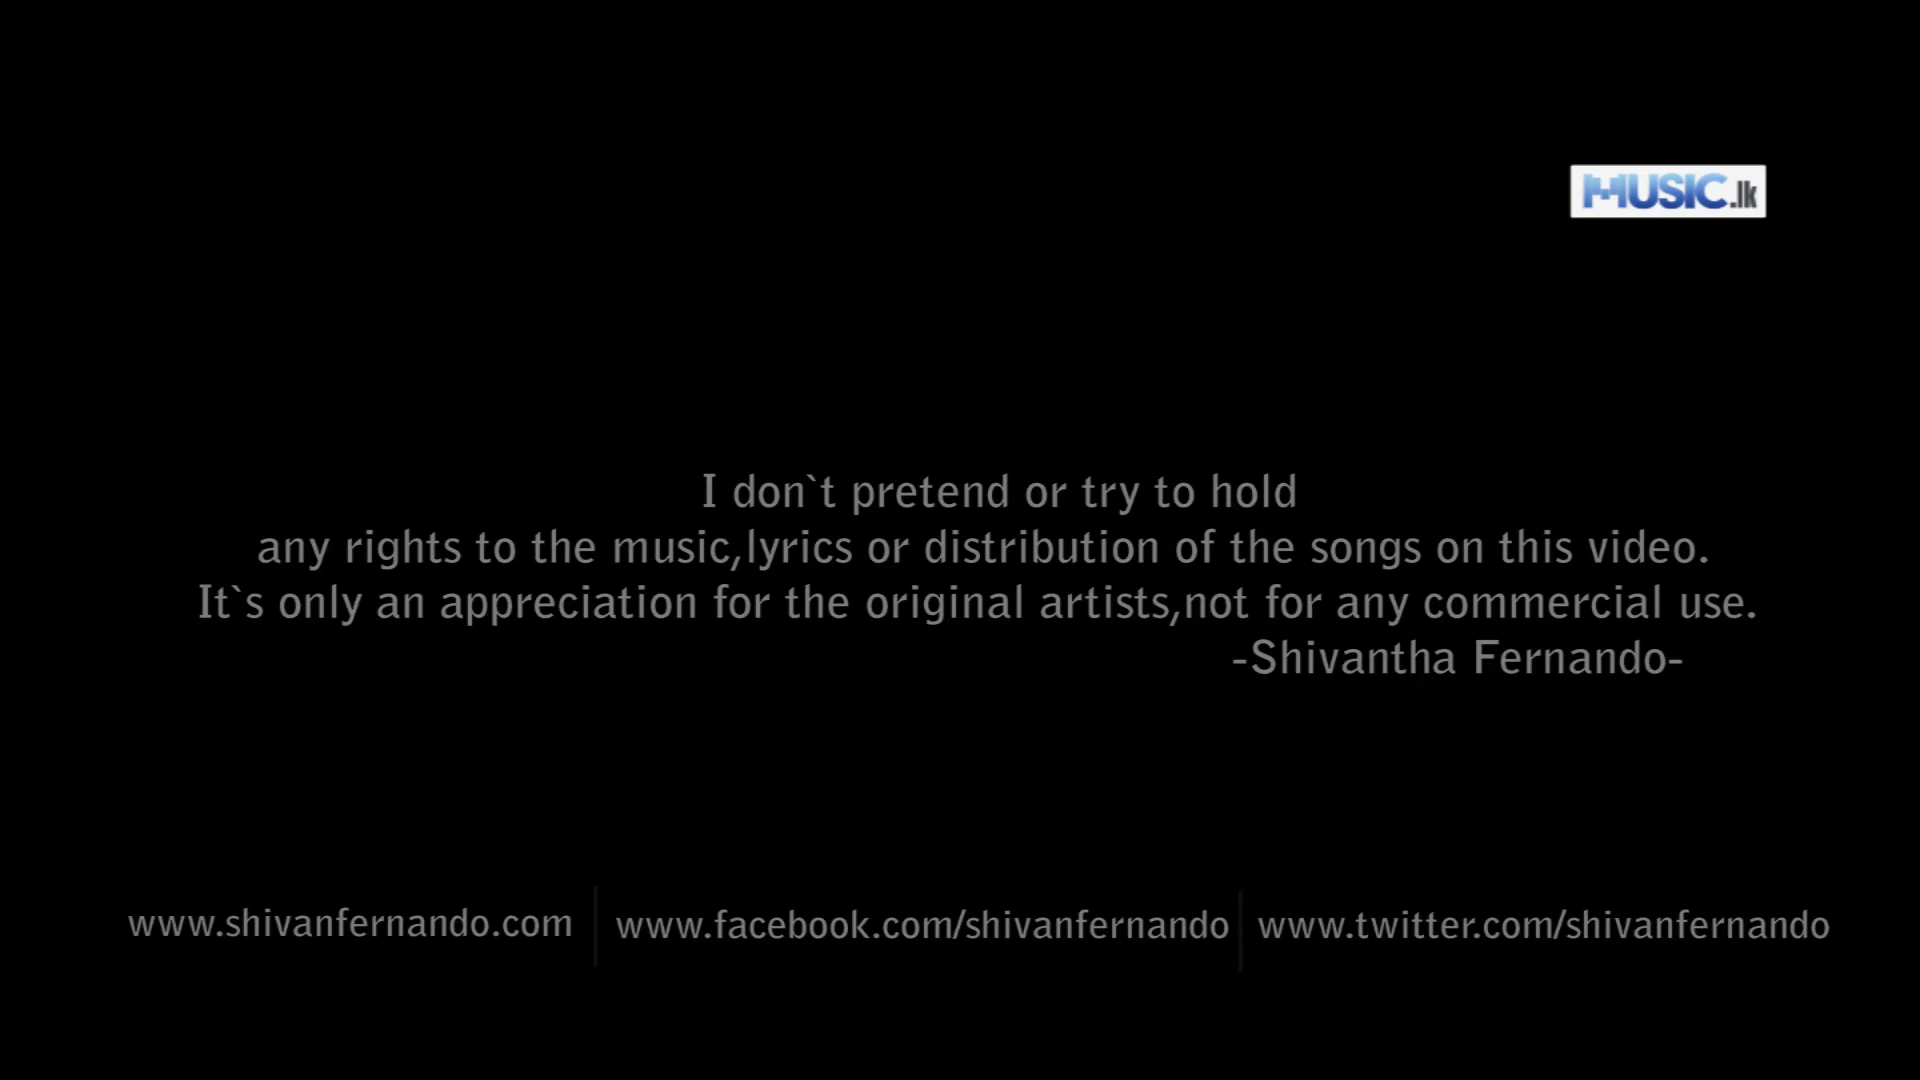 MUSIC.lk
I don`t pretend or try to hold
any rights to the music,lyrics or distribution of the songs on this video.
It`s only an appreciation for the original artists,not for any commercial use.
-Shivantha Fernando-
www.shivanfernando.com
www.facebook.com/shivanfernando
www.twitter.com/shivanfernando